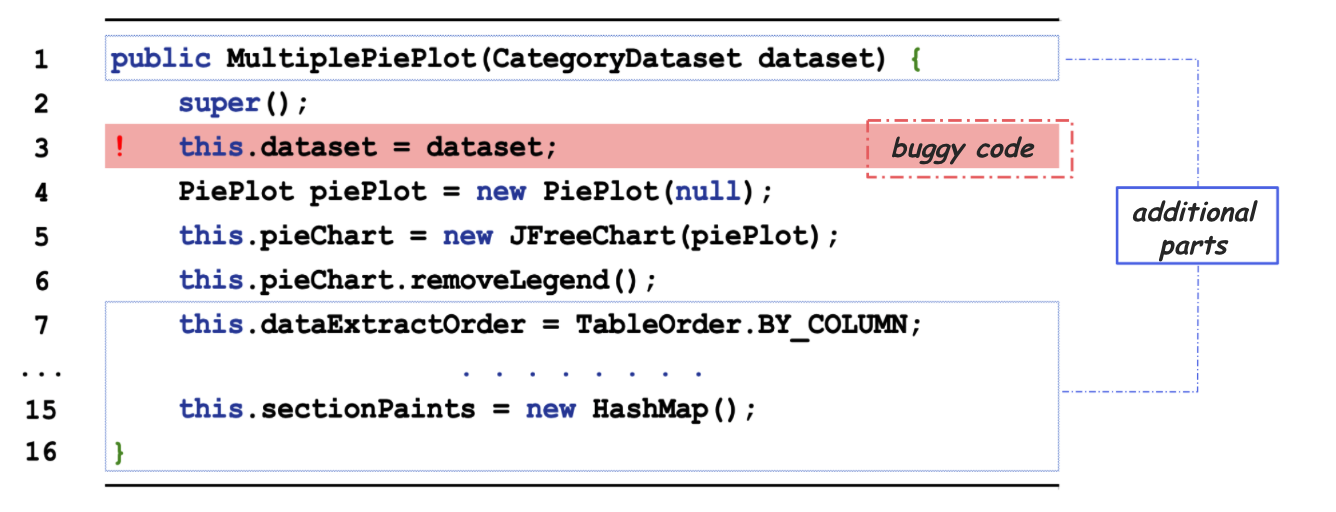 1 public MultiplePiePlot(CategoryDataset dataset) {
2 super();
3 ! this.dataset = dataset; buggy code
4 PiePlot piePlot = new PiePlot(null);
5 this.pieChart = new JFreeChart(piePlot);
additional
parts
6 this.pieChart.removeLegend();
7 this.dataExtractOrder = TableOrder.BY_COLUMN;
... . . . . . . . .
15 this.sectionPaints = new HashMap();
16 }